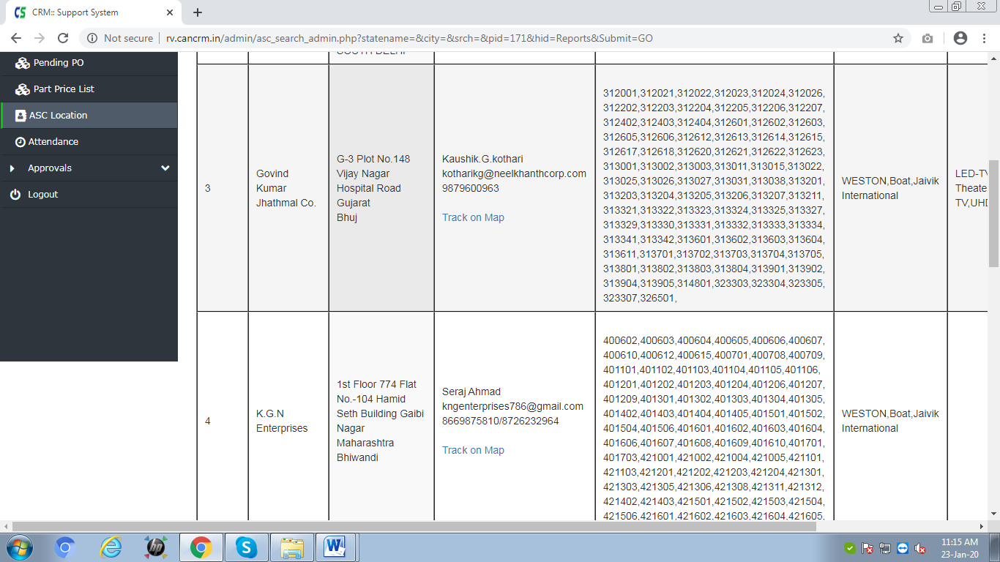 CRM:: Support System
Not secure | rv.cancrm.in/admin/asc_search_admin.php?statename=&city=&srch=&pid=171&hid=Reports&Submit=GO
Pending PO
Part Price List
ASC Location
Attendance
Approvals
Logout
SOUTH DELHI
3
Govind
Kumar
Jhathmal Co.
G-3 Plot No.148
Vijay Nagar
Hospital Road
Gujarat
Bhuj
Kaushik.G.kothari
kotharikg@neelkhanthcorp.com
9879600963
Track on Map
312001,312021,312022,312023,312024,312026,
312202,312203,312204,312205,312206,312207,
312402,312403,312404,312601,312602,312603,
312605,312606,312612,312613,312614,312615,
312617,312618,312620,312621,312622,312623,
313001,313002,313003,313011,313015,313022,
313025,313026,313027,313031,313038,313201,
313203,313204,313205,313206,313207,313211,
313321,313322,313323,313324,313325,313327,
313329,313330,313331,313332,313333,313334,
313341,313342,313601,313602,313603,313604,
313611,313701,313702,313703,313704,313705,
313801,313802,313803,313804,313901,313902,
313904,313905,314801,323303,323304,323305,
323307,326501,
WESTON,Boat,Jaivik
International
LED-TV
Theate
TV,UHD
4
K.G.N
Enterprises
1st Floor 774 Flat
No.-104 Hamid
Seth Building Gaibi
Nagar
Maharashtra
Bhiwandi
Seraj Ahmad
kngenterprises786@gmail.com
8669875810/8726232964
Track on Map
400602,400603,400604,400605,400606,400607,
400610,400612,400615,400701,400708,400709,
401101,401102,401103,401104,401105,401106,
401201,401202,401203,401204,401206,401207,
401209,401301,401302,401303,401304,401305,
401402,401403,401404,401405,401501,401502,
401504,401506,401601,401602,401603,401604,
401606,401607,401608,401609,401610,401701,
401703,421001,421002,421004,421005,421101,
421103,421201,421202,421203,421204,421301,
421303,421305,421306,421308,421311,421312,
421402,421403,421501,421502,421503,421504,
421506,421601,421602,421603,421604,421605,
WESTON,Boat,Jaivik
International
11:15 AM
23-Jan-20